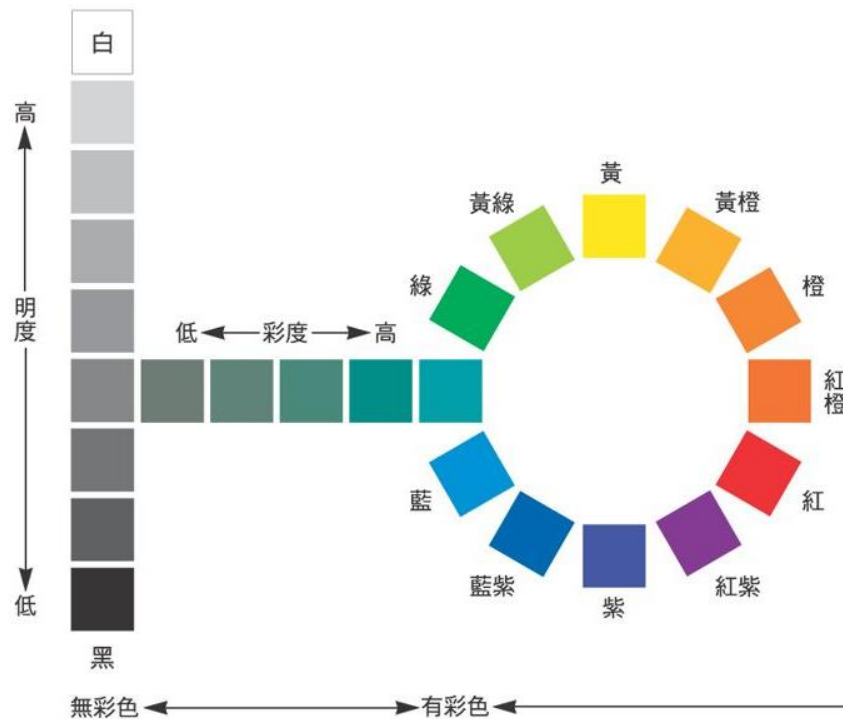 白
高
明度
低
黑
低 彩度 高
黃
黃綠
黃橙
綠
橙
紅橙
藍
紅
藍紫
紅紫
紫
無彩色 有彩色